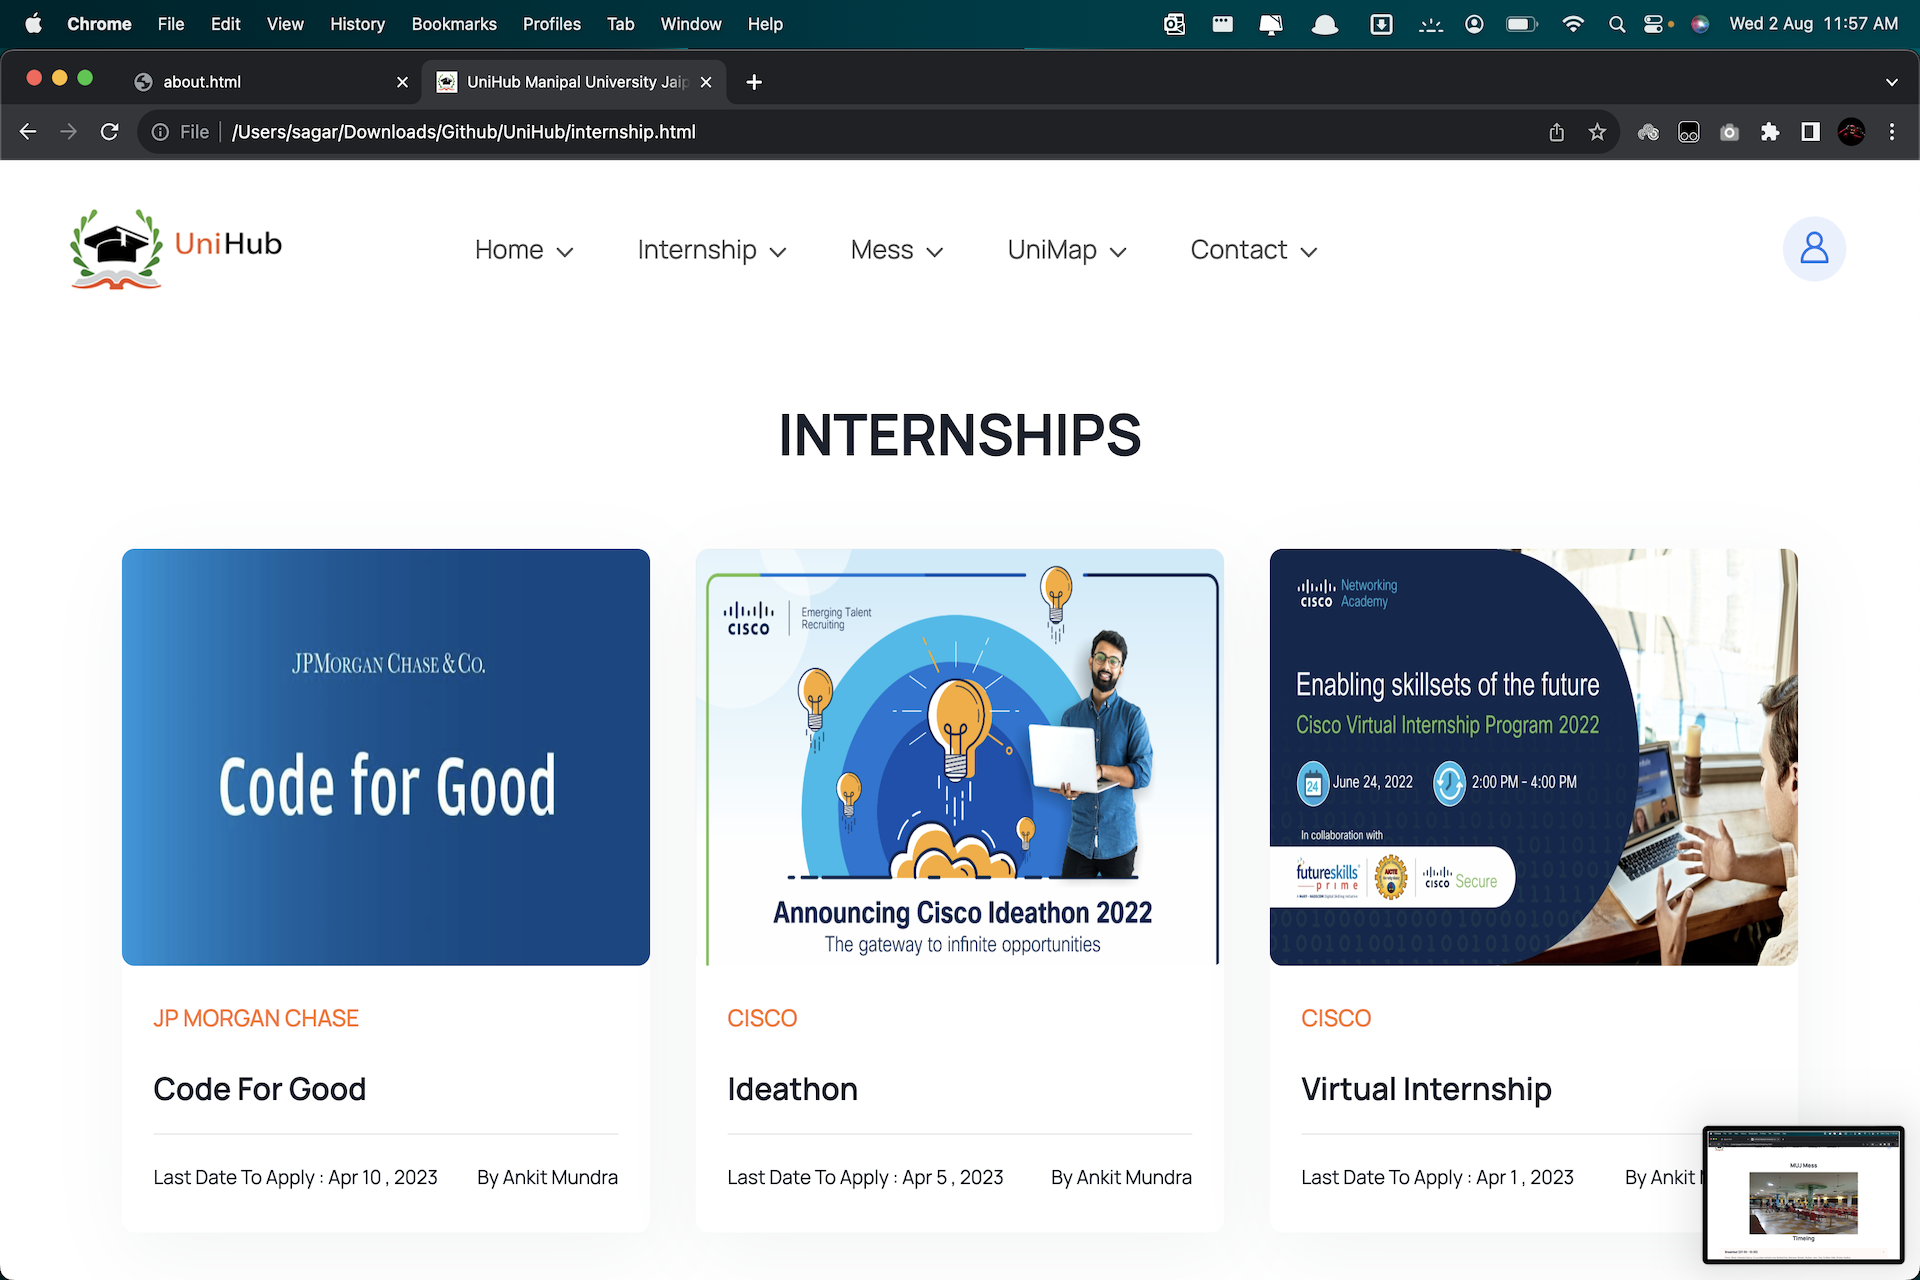 Chrome File Edit View History Bookmarks Profiles Tab Window Help Wed 2 Aug 11:57 AM
about.html UniHub Manipal University Jaip
File /Users/sagar/Downloads/Github/UniHub/internship.html
UniHub Home Internship Mess UniMap Contact
INTERNSHIPS
JPMORGAN CHASE & CO.
Code for Good
CISCO Emerging Talent
Recruiting
Announcing Cisco Ideathon 2022
The gateway to infinite opportunities
CISCO Networking
Academy
Enabling skillsets of the future
Cisco Virtual Internship Program 2022
24 June 24, 2022 2:00 PM - 4:00 PM
In collaboration with
futureskills
prime
CISCO Secure
JP MORGAN CHASE
Code For Good
Last Date To Apply : Apr 10 , 2023 By Ankit Mundra
CISCO
Ideathon
Last Date To Apply : Apr 5 , 2023 By Ankit Mundra
CISCO
Virtual Internship
Last Date To Apply : Apr 1 , 2023 By Ankit
MUJ Mess
Timeing